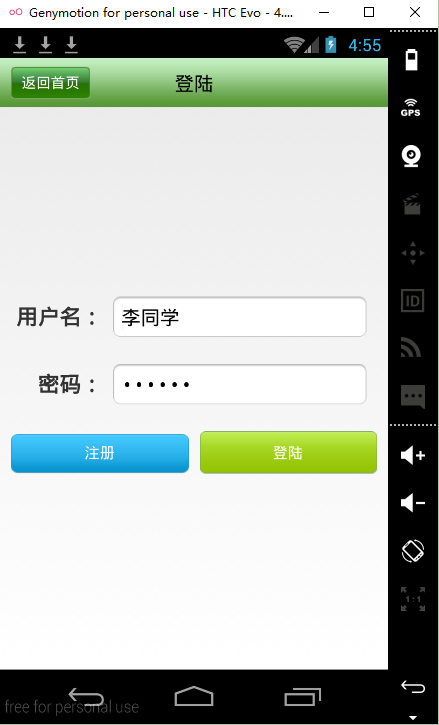 Genymotion for personal use - HTC Evo - 4....
4:55
返回首页
登陆
GPS
用户名：
李同学
ID
密码：
注册
登陆
1:1
free for personal use